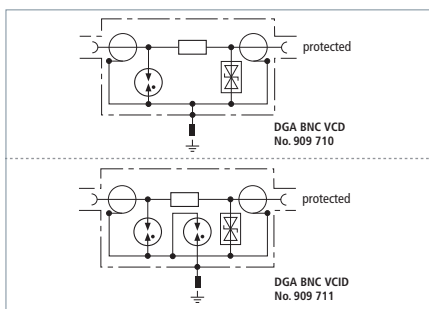 protected
DGA BNC VCD
No. 909 710
protected
DGA BNC VCID
No. 909 711